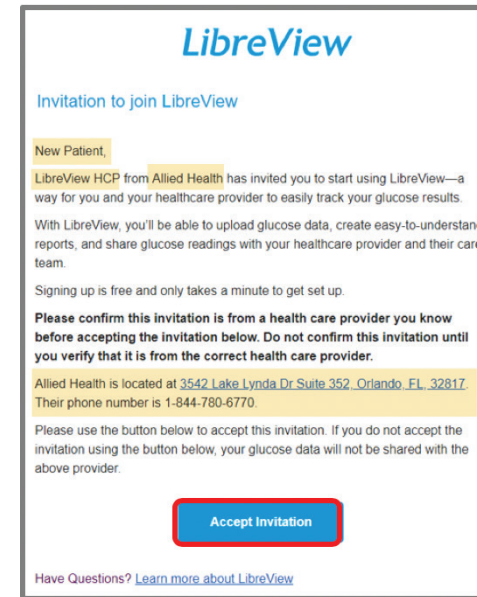 LibreView
Invitation to join LibreView
New Patient,
LibreView HCP from Allied Health has invited you to start using LibreView—a
way for you and your healthcare provider to easily track your glucose results.
With LibreView, you'll be able to upload glucose data, create easy-to-understan
reports, and share glucose readings with your healthcare provider and their care
team.
Signing up is free and only takes a minute to get set up.
Please confirm this invitation is from a health care provider you know
before accepting the invitation below. Do not confirm this invitation until
you verify that it is from the correct health care provider.
Allied Health is located at 3542 Lake Lynda Dr Suite 352, Orlando, FL, 32817.
Their phone number is 1-844-780-6770.
Please use the button below to accept this invitation. If you do not accept the
invitation using the button below, your glucose data will not be shared with the
above provider.
Accept Invitation
Have Questions? Learn more about LibreView